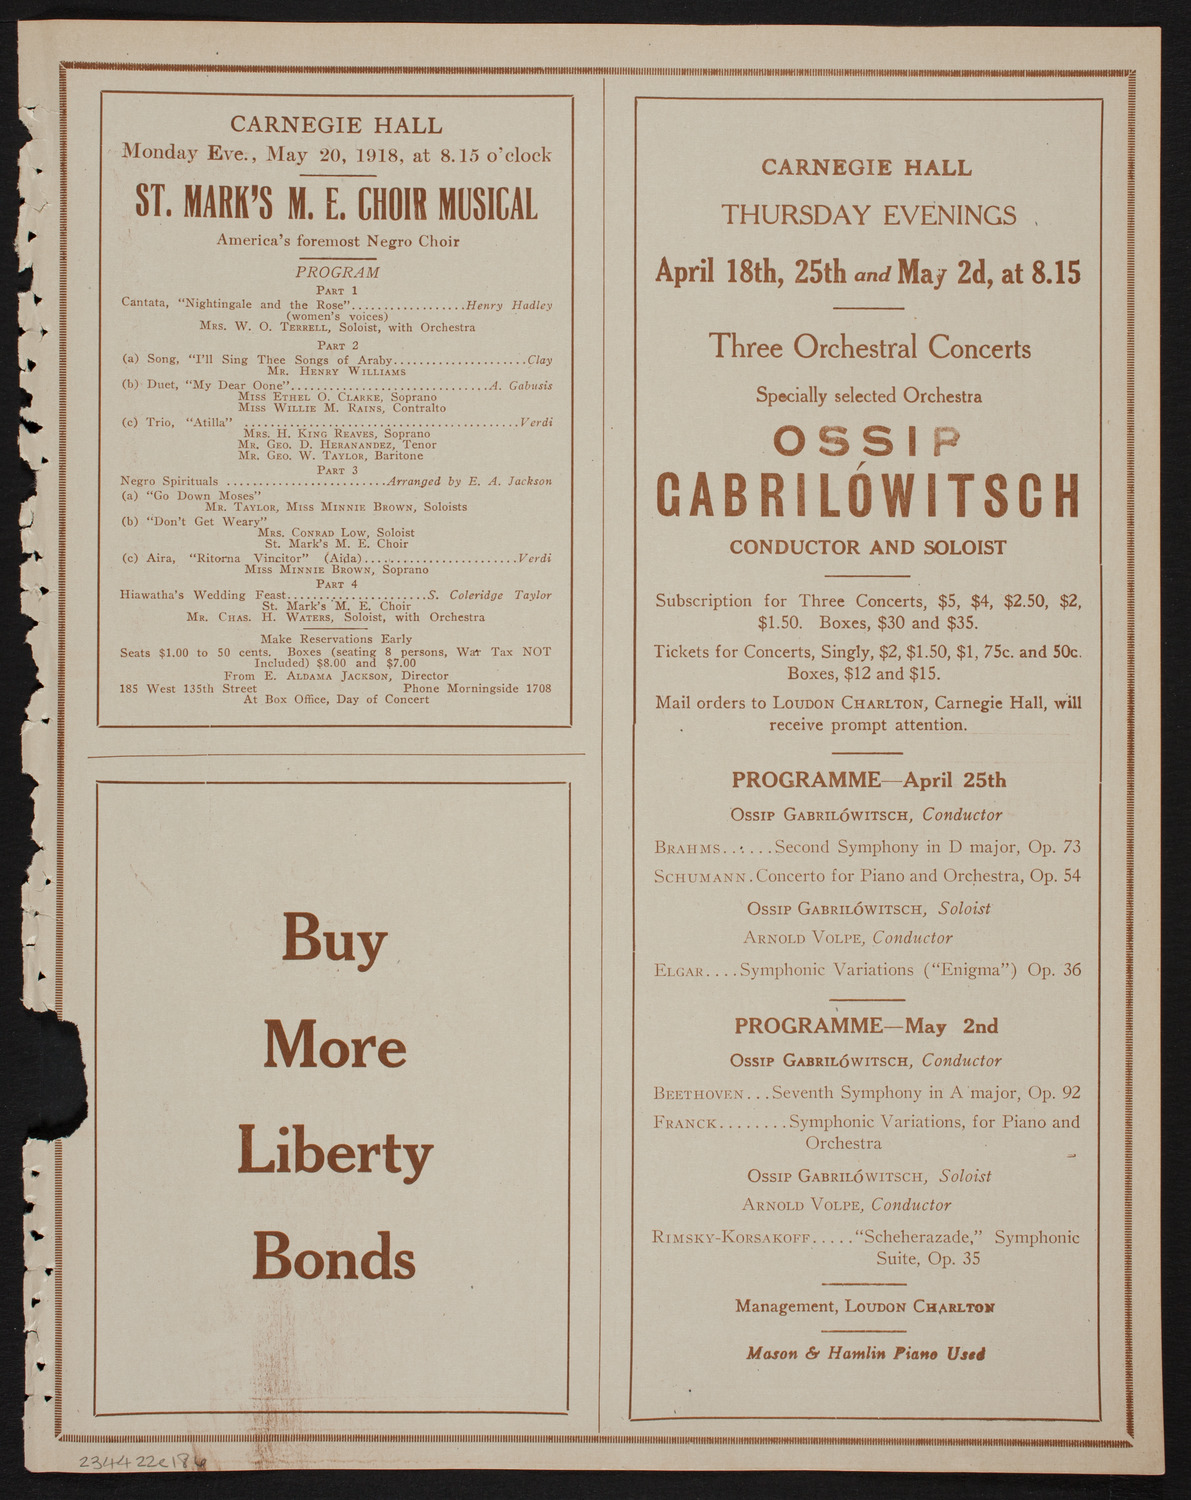 CARNEGIE HALL
Monday Eve., May 20, 1918, at 8.15 o'clock
ST. MARK'S M. E. CHOIR MUSICAL
America's foremost Negro Choir
PROGRAM
PART 1
Cantata, "Nightingale and the Rose"..................Henry Hadley
(women's voices)
MRS. W. O. TERRELL, Soloist, with Orchestra
PART 2
(a) Song, "I'll Sing Thee Songs of Araby.....................Clay
MR. HENRY WILLIAMS
(b) Duet, "My Dear Oone"...............................A. Gabusis
MISS ETHEL O. CLARKE, Soprano
MISS WILLIE M. RAINS, Contralto
(c) Trio, "Atilla" ...........................................Verdi
MRS. H. KING REAVES, Soprano
MR. GEO. D. HERANANDEZ, Tenor
MR. GEO. W. TAYLOR, Baritone
PART 3
Negro Spirituals .........................Arranged by E. A. Jackson
(a) "Go Down Moses"
MR. TAYLOR, MISS MINNIE BROWN, Soloists
(b) "Don't Get Weary"
MRS. CONRAD LOW, Soloist
St. Mark's M. E. Choir
(c) Aira, "Ritorna Vincitor" (Aida).........................Verdi
MISS MINNIE BROWN, Soprano
PART 4
Hiawatha's Wedding Feast......................S. Coleridge Taylor
St. Mark's M. E. Choir
MR. CHAS. H. WATERS, Soloist, with Orchestra
Make Reservations Early
Seats $1.00 to 50 cents. Boxes (seating 8 persons, War Tax NOT
Included) $8.00 and $7.00
From E. ALDAMA JACKSON, Director
185 West 135th Street Phone Morningside 1708
At Box Office, Day of Concert
Buy
More
Liberty
Bonds
CARNEGIE HALL
THURSDAY EVENINGS
April 18th, 25th and May 2d, at 8.15
Three Orchestral Concerts
Specially selected Orchestra
OSSIP
GABRILÓWITSCH
CONDUCTOR AND SOLOIST
Subscription for Three Concerts, $5, $4, $2.50, $2,
$1.50. Boxes, $30 and $35.
Tickets for Concerts, Singly, $2, $1.50, $1, 75c. and 50c.
Boxes, $12 and $15.
Mail orders to LOUDON CHARLTON, Carnegie Hall, will
receive prompt attention.
PROGRAMME—April 25th
OSSIP GABRILÓWITSCH, Conductor
BRAHMS......Second Symphony in D major, Op. 73
SCHUMANN.Concerto for Piano and Orchestra, Op. 54
OSSIP GABRILÓWITSCH, Soloist
ARNOLD VOLPE, Conductor
ELGAR....Symphonic Variations ("Enigma") Op. 36
PROGRAMME—May 2nd
OSSIP GABRILÓWITSCH, Conductor
BEETHOVEN...Seventh Symphony in A major, Op. 92
FRANCK........Symphonic Variations, for Piano and
Orchestra
OSSIP GABRILÓWITSCH, Soloist
ARNOLD VOLPE, Conductor
RIMSKY-KORSAKOFF....."Scheherazade," Symphonic
Suite, Op. 35
Management, LOUDON CHARLTON
Mason & Hamlin Piano Used